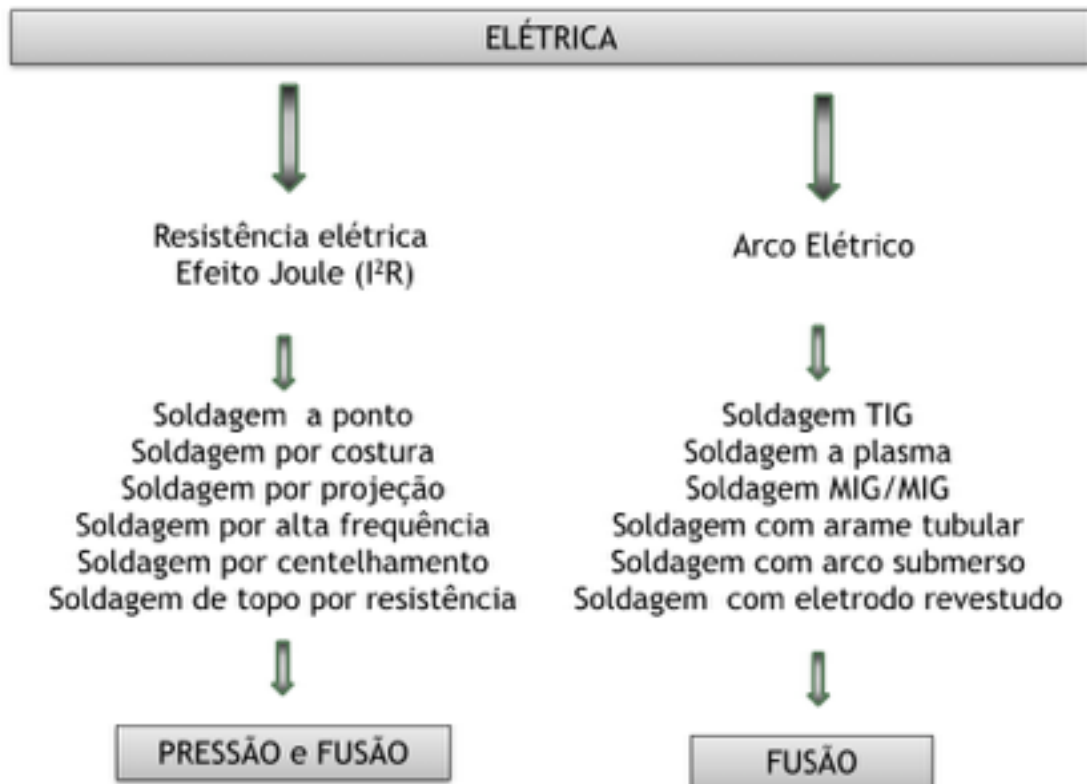 ELÉTRICA
Resistência elétrica
Efeito Joule (I²R)
Soldagem a ponto
Soldagem por costura
Soldagem por projeção
Soldagem por alta frequência
Soldagem por centelhamento
Soldagem de topo por resistência
PRESSÃO e FUSÃO
Arco Elétrico
Soldagem TIG
Soldagem a plasma
Soldagem MIG/MIG
Soldagem com arame tubular
Soldagem com arco submerso
Soldagem com eletrodo revestudo
FUSÃO